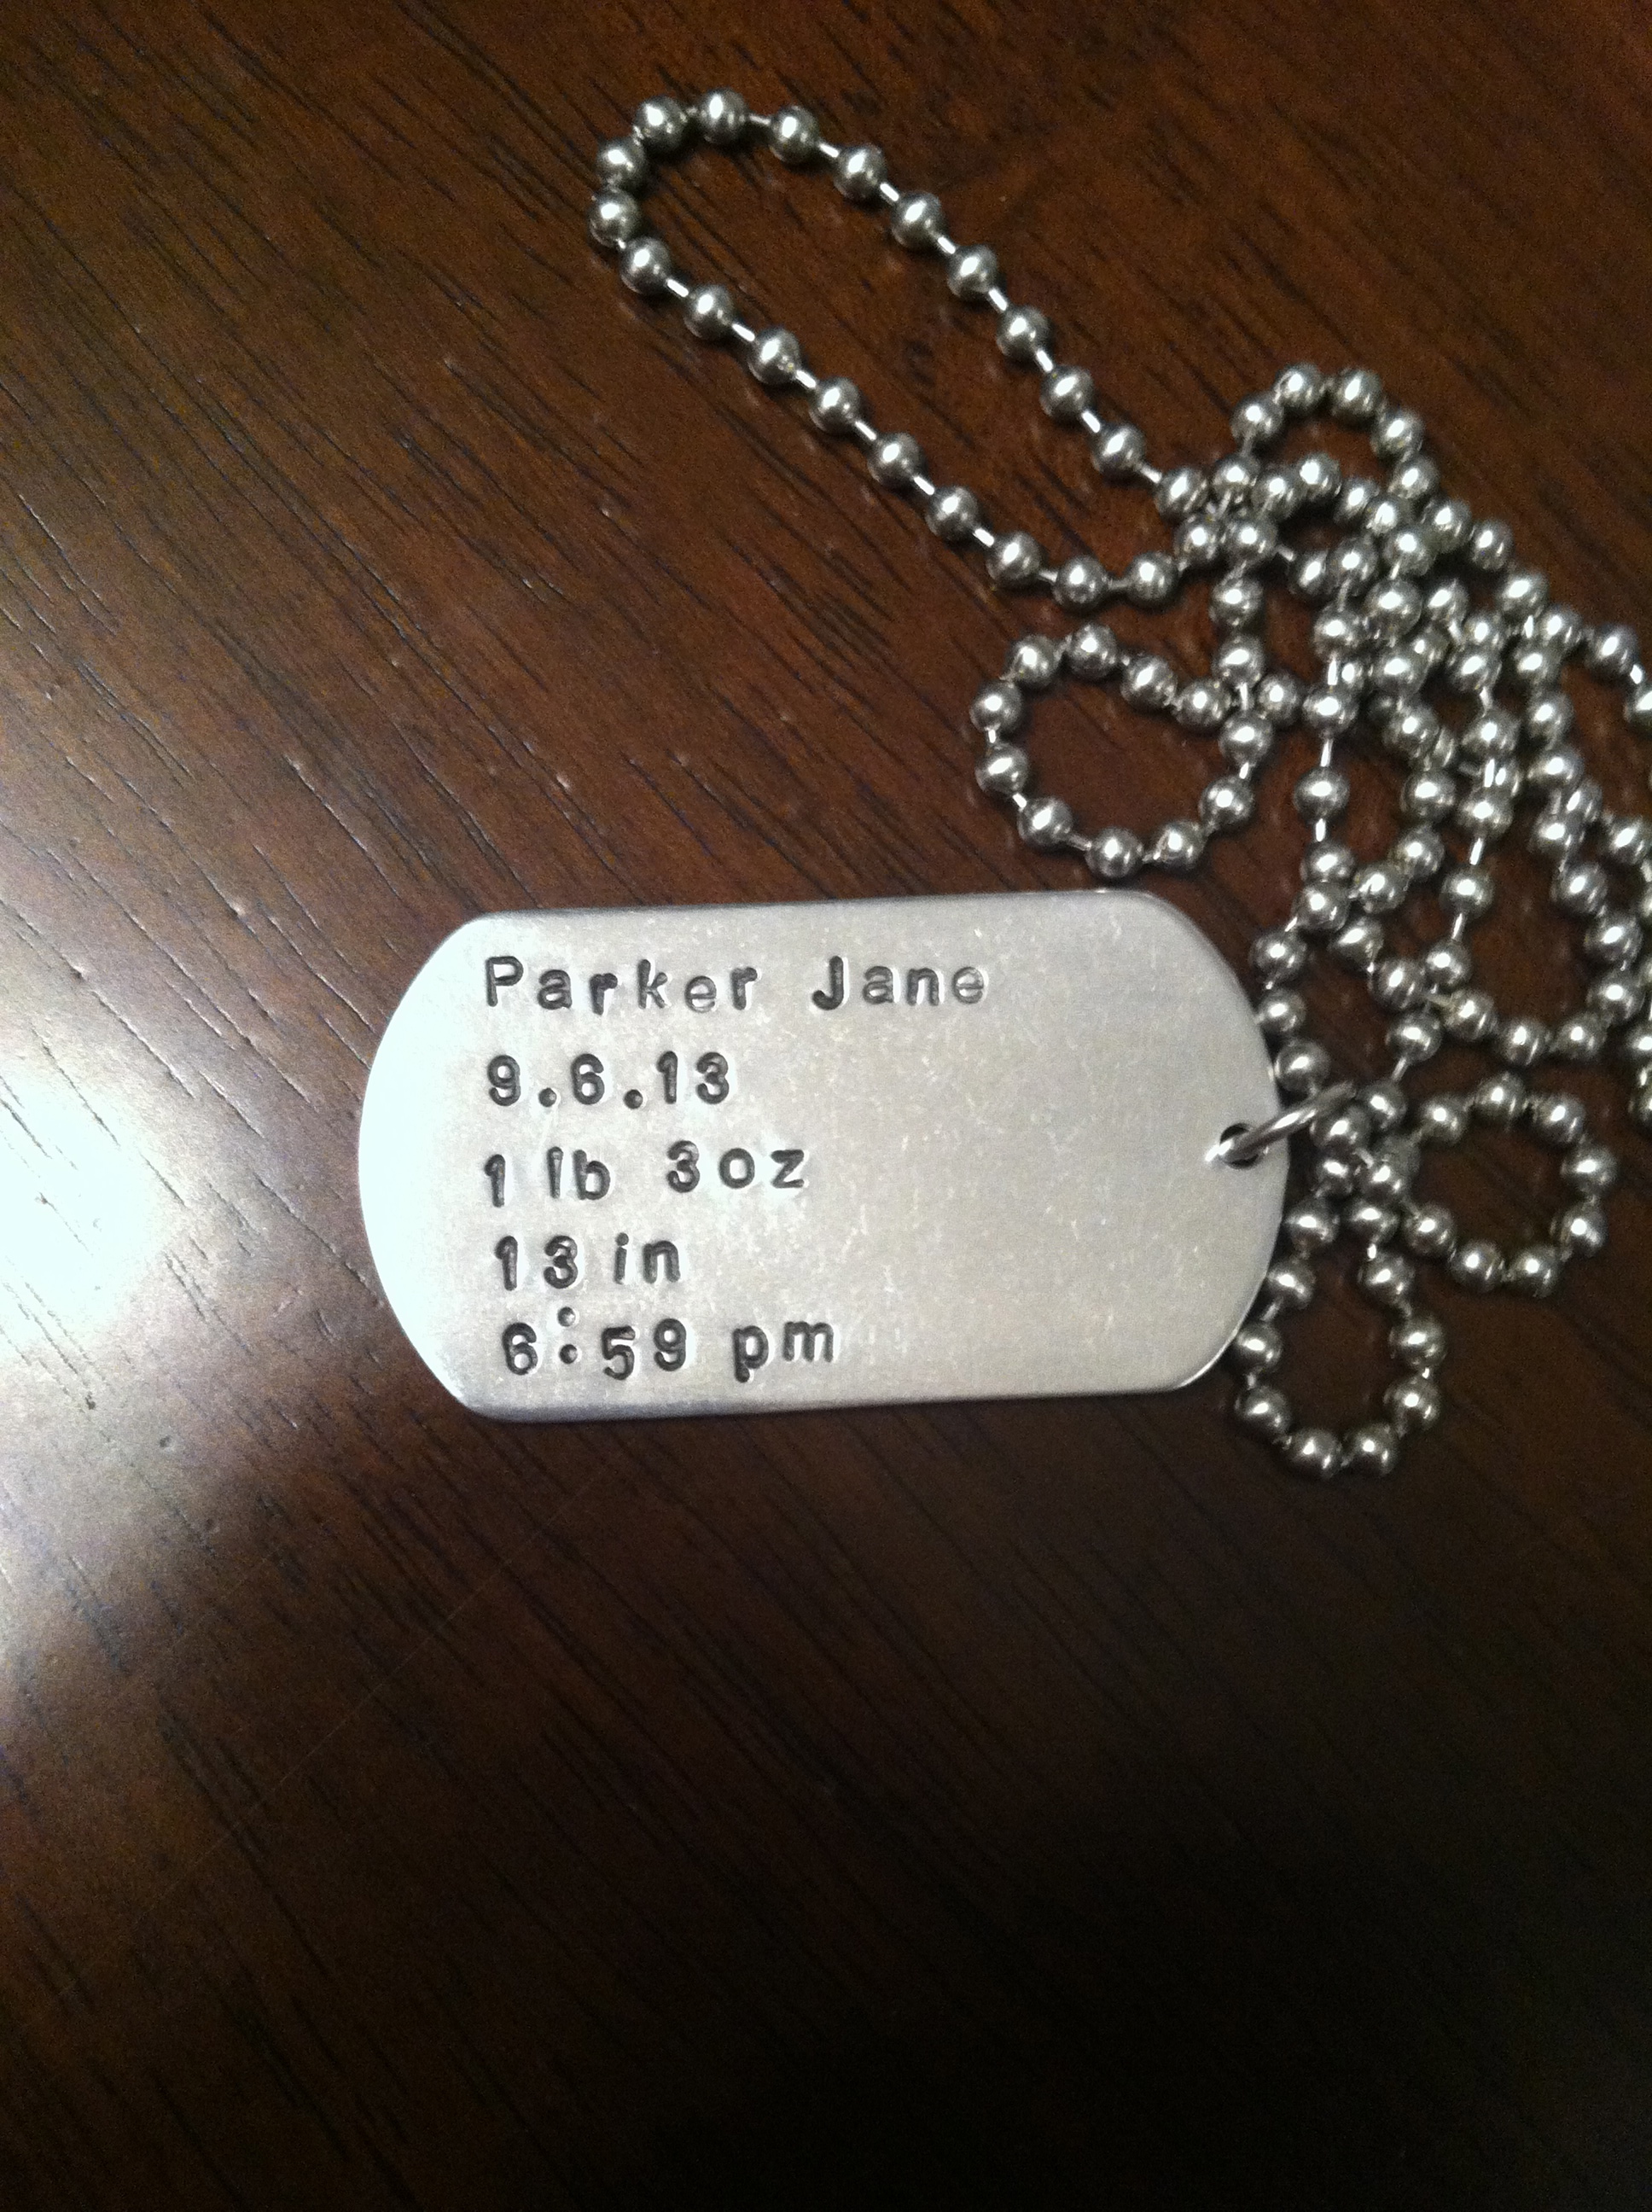 Parker Jane
9.6.13
1 lb 3oz
13 in
6:59 pm